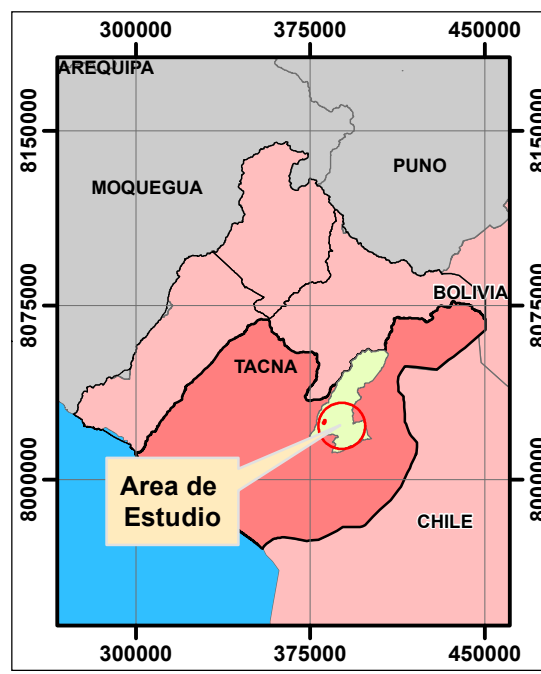 300000 375000 450000
AREQUIPA
8150000 8150000
PUNO
MOQUEGUA
BOLIVIA
8075000 8075000
TACNA
Area de
Estudio
8000000 8000000
CHILE
300000 375000 450000